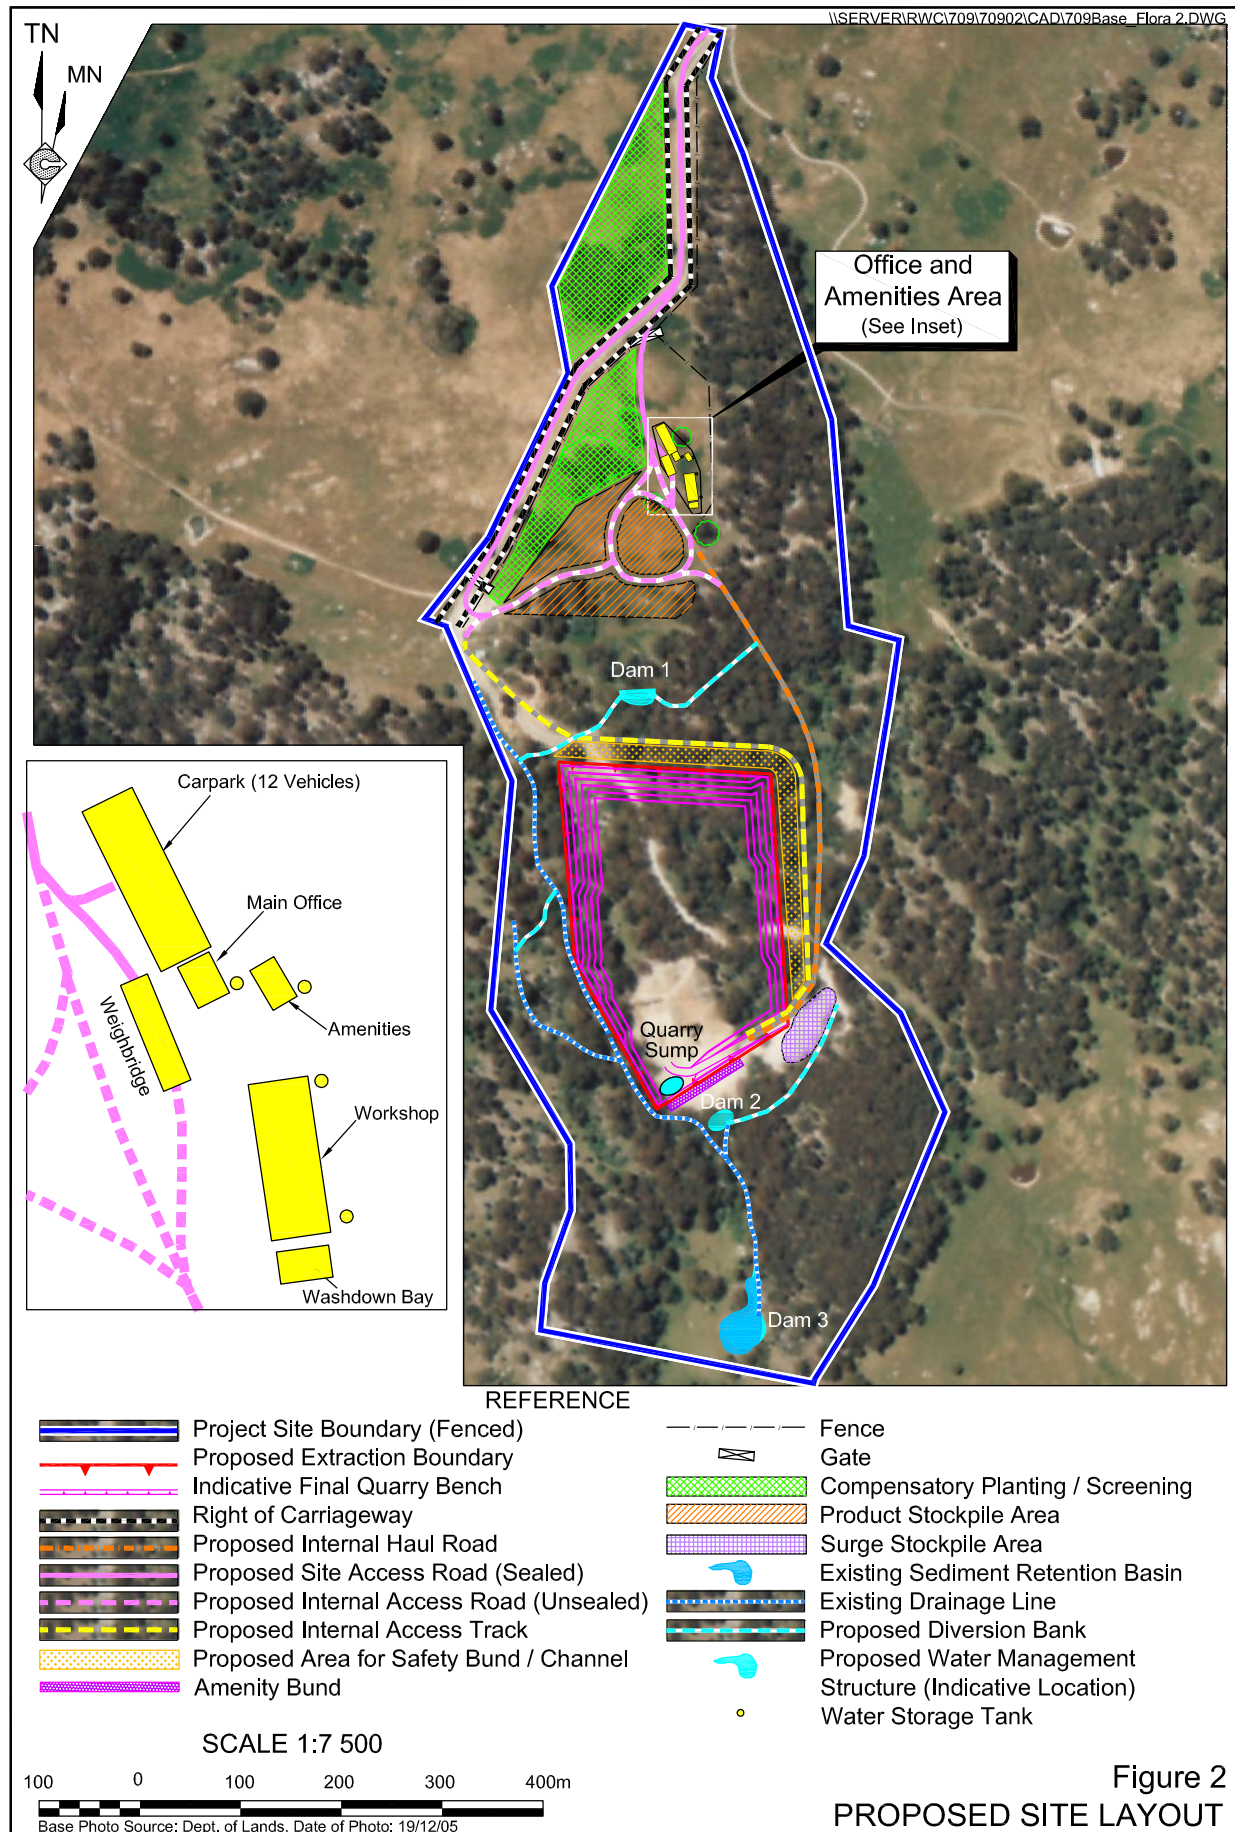 \\SERVER\RWC\709\70902\CAD\709Base_Flora 2.DWG
TN
MN
Office and
Amenities Area
(See Inset)
Dam 1
Quarry
Sump
Dam 2
Dam 3
Carpark (12 Vehicles)
Main Office
Amenities
Weighbridge
Workshop
Washdown Bay
REFERENCE
Project Site Boundary (Fenced)
Proposed Extraction Boundary
Indicative Final Quarry Bench
Right of Carriageway
Proposed Internal Haul Road
Proposed Site Access Road (Sealed)
Proposed Internal Access Road (Unsealed)
Proposed Internal Access Track
Proposed Area for Safety Bund / Channel
Amenity Bund
Fence
Gate
Compensatory Planting / Screening
Product Stockpile Area
Surge Stockpile Area
Existing Sediment Retention Basin
Existing Drainage Line
Proposed Diversion Bank
Proposed Water Management
Structure (Indicative Location)
Water Storage Tank
SCALE 1:7 500
100 0 100 200 300 400m
Base Photo Source: Dept. of Lands. Date of Photo: 19/12/05
Figure 2
PROPOSED SITE LAYOUT